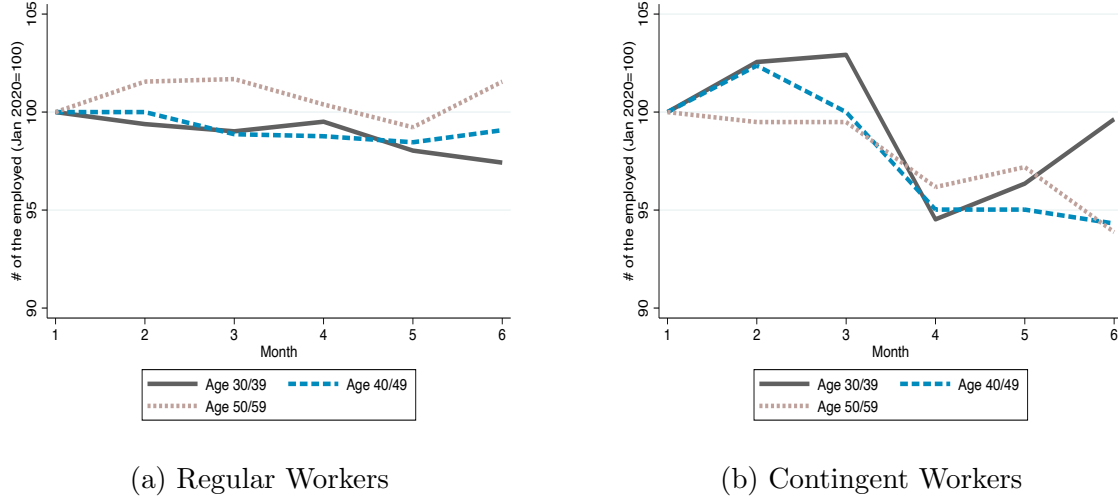 # of the employed (Jan 2020=100)
105
100
95
90
1 2 3 4 5 6
Month
Age 30/39 Age 40/49
Age 50/59
(a) Regular Workers
# of the employed (Jan 2020=100)
105
100
95
90
1 2 3 4 5 6
Month
Age 30/39 Age 40/49
Age 50/59
(b) Contingent Workers